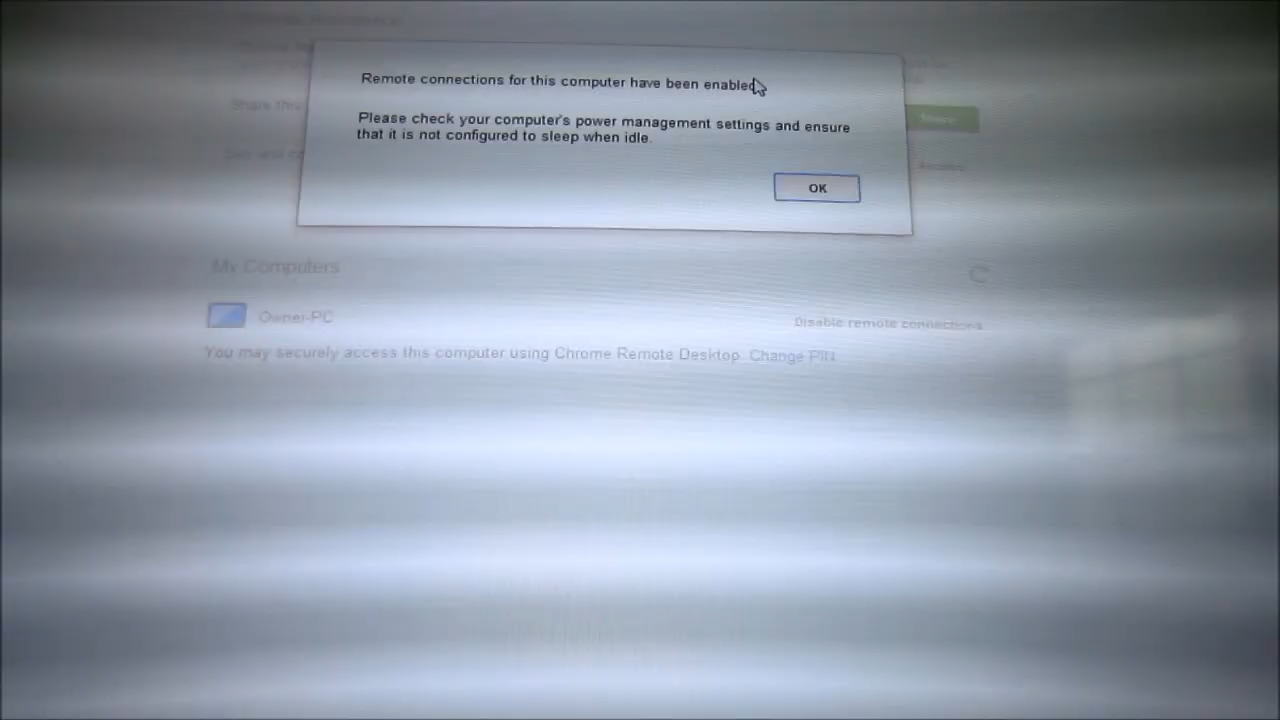 Remote connections for this computer have been enabled
Please check your computer's power management settings and ensure
that it is not configured to sleep when idle.
OK
Share this
My Computers
Owner-PC
Disable remote connections
You may securely access this computer using Chrome Remote Desktop. Change PIN